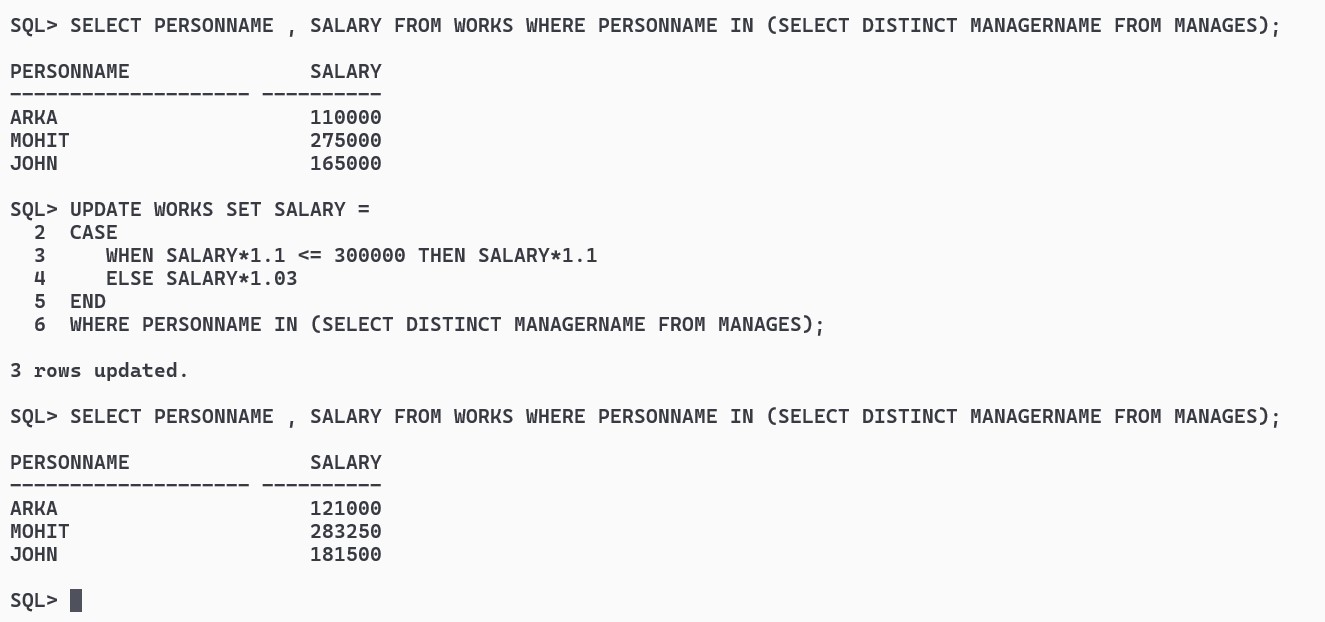 SQL> SELECT PERSONNAME , SALARY FROM WORKS WHERE PERSONNAME IN (SELECT DISTINCT MANAGERNAME FROM MANAGES);
PERSONNAME               SALARY
-------------------- ----------
ARKA                     110000
MOHIT                    275000
JOHN                     165000
SQL> UPDATE WORKS SET SALARY =
  2  CASE
  3     WHEN SALARY*1.1 <= 300000 THEN SALARY*1.1
  4     ELSE SALARY*1.03
  5  END
  6  WHERE PERSONNAME IN (SELECT DISTINCT MANAGERNAME FROM MANAGES);
3 rows updated.
SQL> SELECT PERSONNAME , SALARY FROM WORKS WHERE PERSONNAME IN (SELECT DISTINCT MANAGERNAME FROM MANAGES);
PERSONNAME               SALARY
-------------------- ----------
ARKA                     121000
MOHIT                    283250
JOHN                     181500
SQL>